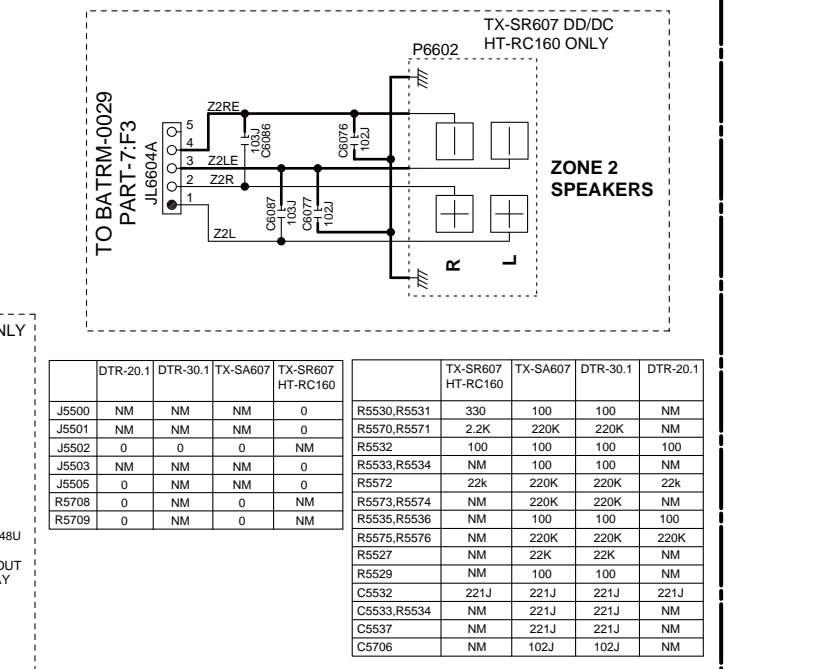 TX-SR607 DD/DC
HT-RC160 ONLY
P6602
TO BATRM-0029
PART-7:F3
JL6604A
5
4
3
2
1
Z2RE
Z2LE
Z2R
Z2L
103J
C6086
C6076
102J
C6087
103J
C6077
102J
R
L
ZONE 2
SPEAKERS
NLY
48U
OUT
AY
DTR-20.1 DTR-30.1 TX-SA607 TX-SR607
HT-RC160
J5500 NM NM NM 0
J5501 NM NM NM 0
J5502 0 0 0 NM
J5503 NM NM NM 0
J5505 0 NM NM 0
R5708 0 NM 0 NM
R5709 0 NM 0 NM
TX-SR607 TX-SA607 DTR-30.1 DTR-20.1
HT-RC160
R5530,R5531 330 100 100 NM
R5570,R5571 2.2K 220K 220K NM
R5532 100 100 100 100
R5533,R5534 NM 100 100 NM
R5572 22k 220K 220K 22k
R5573,R5574 NM 220K 220K NM
R5535,R5536 NM 100 100 100
R5575,R5576 NM 220K 220K 220K
R5527 NM 22K 22K NM
R5529 NM 100 100 NM
C5532 221J 221J 221J 221J
C5533,R5534 NM 221J 221J NM
C5537 NM 221J 221J NM
C5706 NM 102J 102J NM